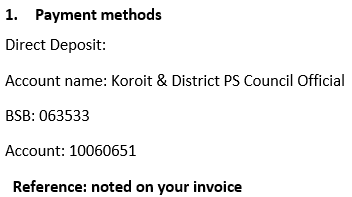 1. Payment methods
Direct Deposit:
Account name: Koroit & District PS Council Official
BSB: 063533
Account: 10060651
Reference: noted on your invoice